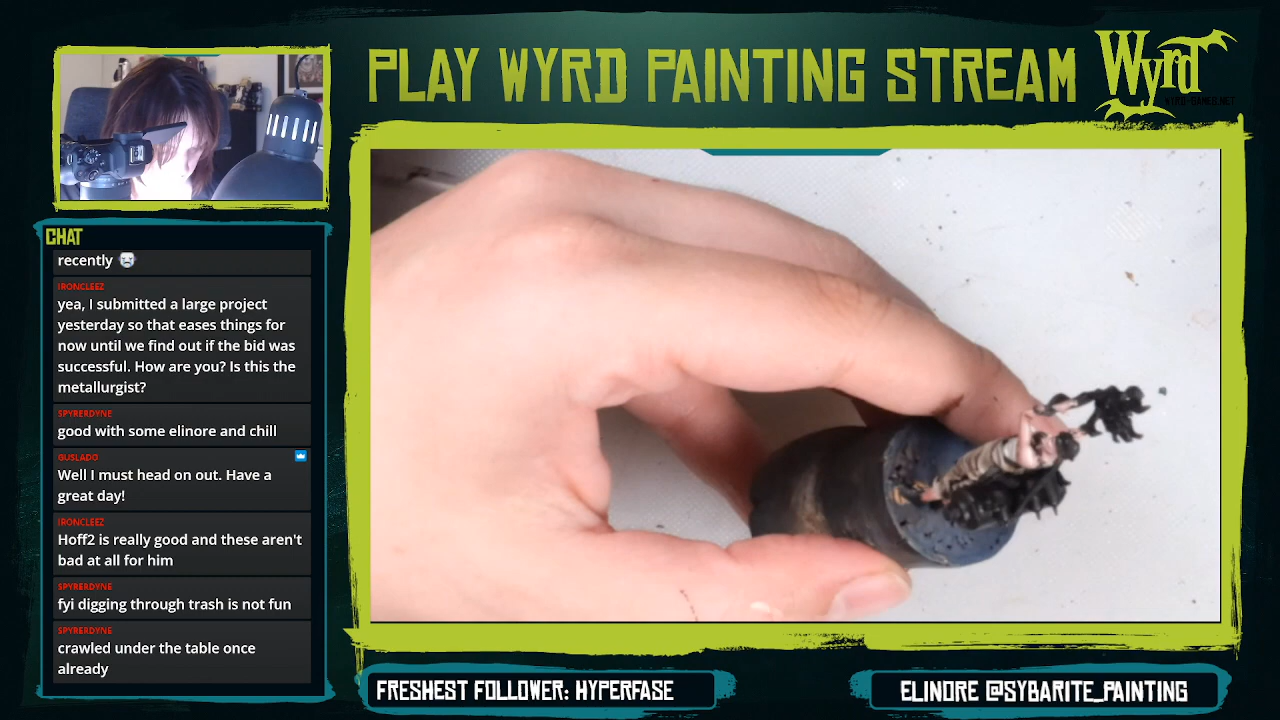 PLAY WYRD PAINTING STREAM
Wyrd
WYRD-GAMES.NET
CHAT
recently
IRONCLEEZ
yea, I submitted a large project
yesterday so that eases things for
now until we find out if the bid was
successful. How are you? Is this the
metallurgist?
SPYRERDYNE
good with some elinore and chill
GUSLADO
Well I must head on out. Have a
great day!
IRONCLEEZ
Hoff2 is really good and these aren't
bad at all for him
SPYRERDYNE
fyi digging through trash is not fun
SPYRERDYNE
crawled under the table once
already
FRESHEST FOLLOWER: HYPERFASE
ELINORE @SYBARITE_PAINTING